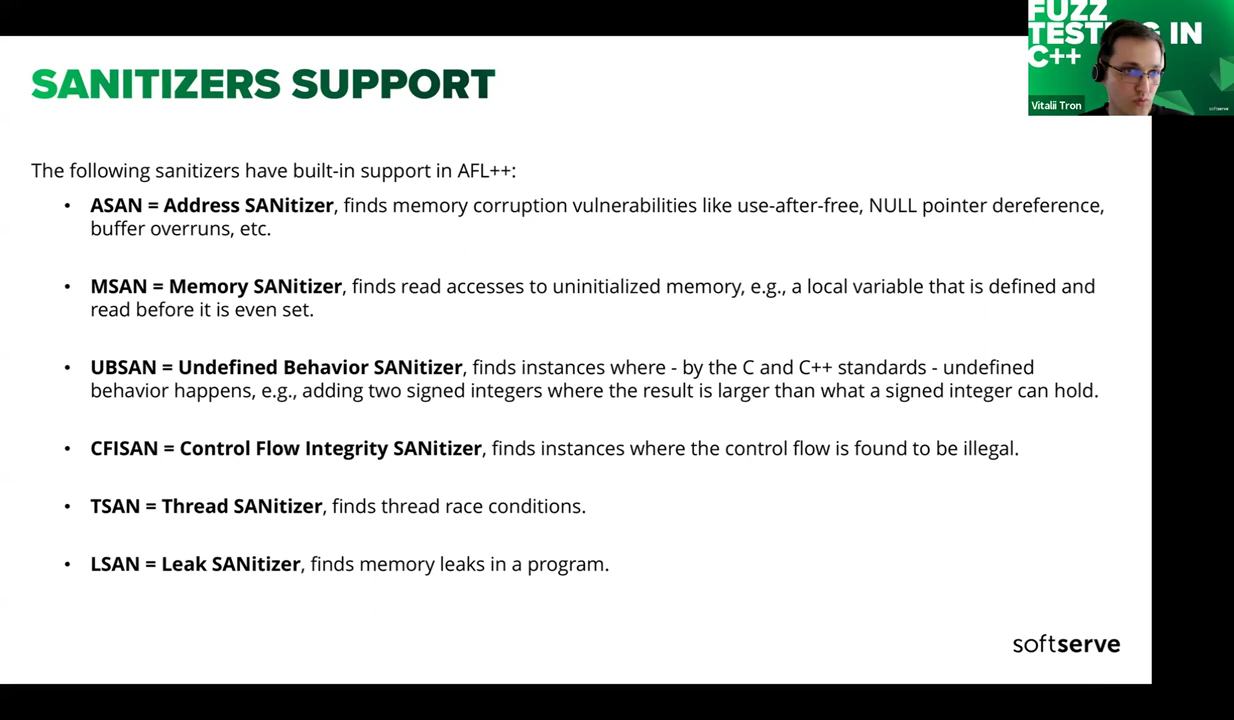 FUZZ
TEST G IN
C++
Vitalii Tron
softserve
SANITIZERS SUPPORT
The following sanitizers have built-in support in AFL++:
• ASAN = Address SANitizer, finds memory corruption vulnerabilities like use-after-free, NULL pointer dereference,
buffer overruns, etc.
• MSAN = Memory SANitizer, finds read accesses to uninitialized memory, e.g., a local variable that is defined and
read before it is even set.
• UBSAN = Undefined Behavior SANitizer, finds instances where - by the C and C++ standards - undefined
behavior happens, e.g., adding two signed integers where the result is larger than what a signed integer can hold.
• CFISAN = Control Flow Integrity SANitizer, finds instances where the control flow is found to be illegal.
• TSAN = Thread SANitizer, finds thread race conditions.
• LSAN = Leak SANitizer, finds memory leaks in a program.
softserve